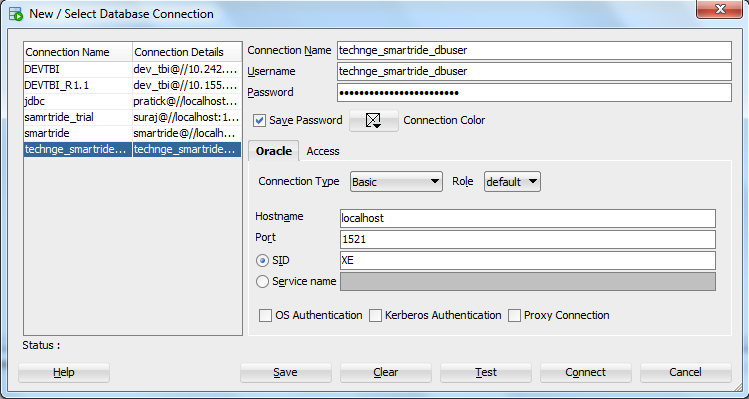 New / Select Database Connection
Connection Name Connection Details
DEVTBI dev_tbi@//10.242....
DEVTBI_R1.1 dev_tbi@//10.155....
jdbc pratick@//localhost...
samrtride_trial suraj@//localhost:1...
smartride smartride@//localh...
technge_smartride... technge_smartride...
Connection Name technge_smartride_dbuser
Username technge_smartride_dbuser
Password ••••••••••••••••••••••••
Save Password Connection Color
Oracle Access
Connection Type Basic Role default
Hostname localhost
Port 1521
SID XE
Service name
OS Authentication Kerberos Authentication Proxy Connection
Status :
Help Save Clear Test Connect Cancel